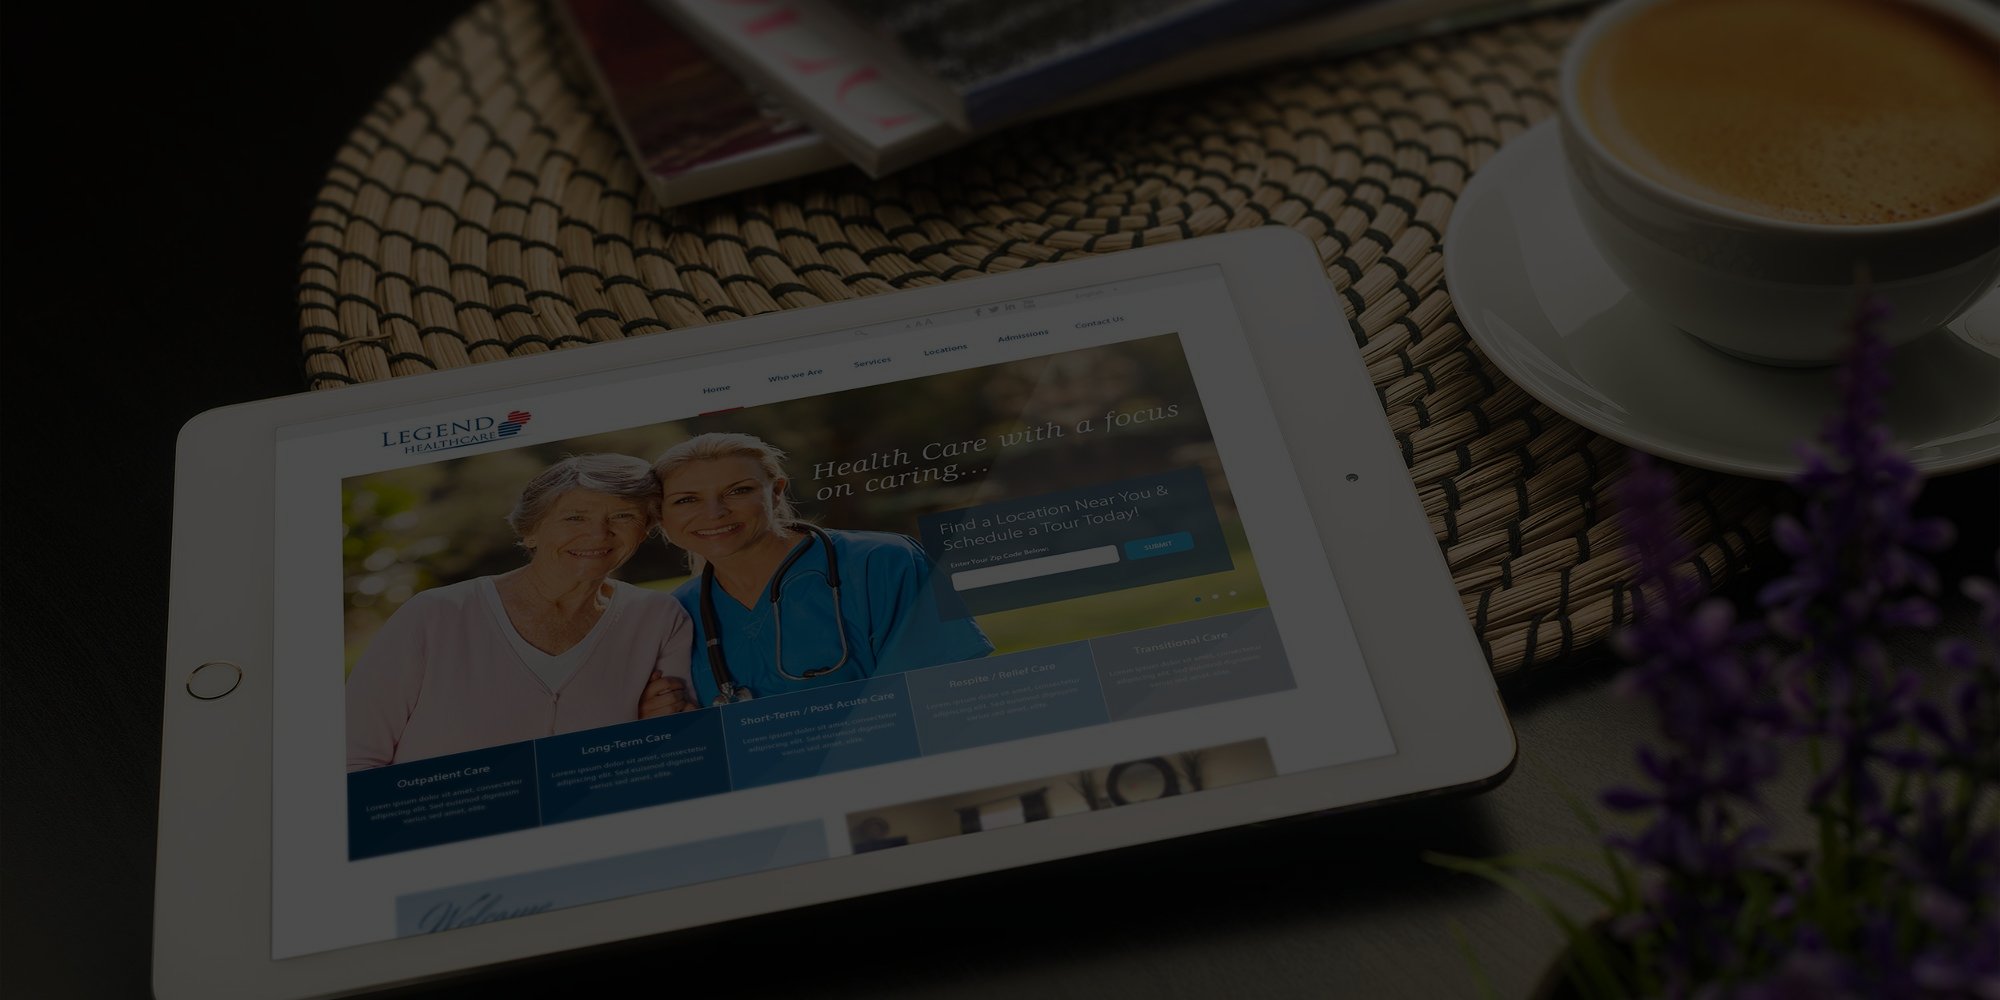 AAA
English
Home
Who we Are
Services
Locations
Admissions
Contact Us
LEGEND
HEALTHCARE
Health Care with a focus
on caring...
Find a Location Near You &
Schedule a Tour Today!
Enter Your Zip Code Below:
SUBMIT
Outpatient Care
Lorem ipsum dolor sit amet, consectetur
adipiscing elit. Sed euismod dignissim
varius sed amet, elite.
Long-Term Care
Lorem ipsum dolor sit amet, consectetur
adipiscing elit. Sed euismod dignissim
varius sed amet, elite.
Short-Term / Post Acute Care
Lorem ipsum dolor sit amet, consectetur
adipiscing elit. Sed euismod dignissim
varius sed amet, elite.
Respite / Relief Care
Lorem ipsum dolor sit amet, consectetur
adipiscing elit. Sed euismod dignissim
varius sed amet, elite.
Transitional Care
Lorem ipsum dolor sit amet, consectetur
adipiscing elit. Sed euismod dignissim
varius sed amet, elite.
Welcome